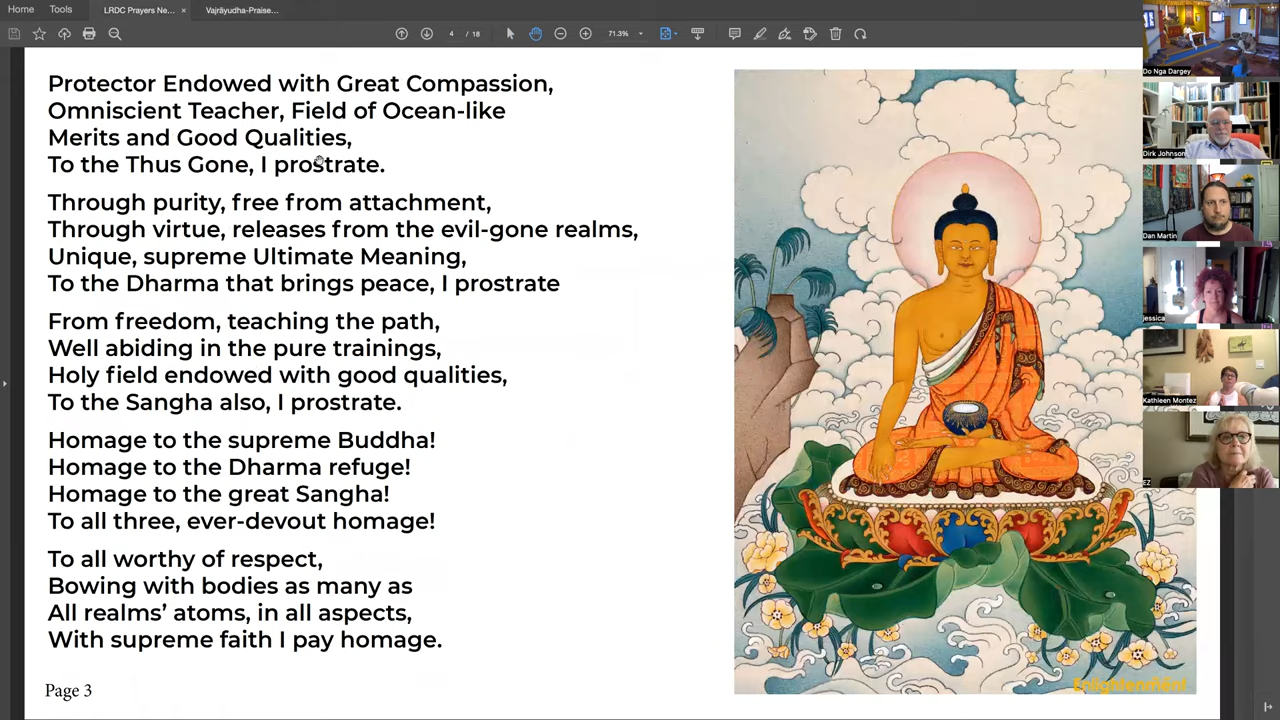 Home
Tools
LRDC Prayers Ne...
×
Vajrāyudha-Praise...
4 / 18
71.3%
Protector Endowed with Great Compassion,
Omniscient Teacher, Field of Ocean-like
Merits and Good Qualities,
To the Thus Gone, I prostrate.
Through purity, free from attachment,
Through virtue, releases from the evil-gone realms,
Unique, supreme Ultimate Meaning,
To the Dharma that brings peace, I prostrate
From freedom, teaching the path,
Well abiding in the pure trainings,
Holy field endowed with good qualities,
To the Sangha also, I prostrate.
Homage to the supreme Buddha!
Homage to the Dharma refuge!
Homage to the great Sangha!
To all three, ever-devout homage!
To all worthy of respect,
Bowing with bodies as many as
All realms’ atoms, in all aspects,
With supreme faith I pay homage.
Page 3
Enlightenment
Do Nga Dargey
Dirk Johnson
Dan Martin
jessica
Kathleen Montez
EZ